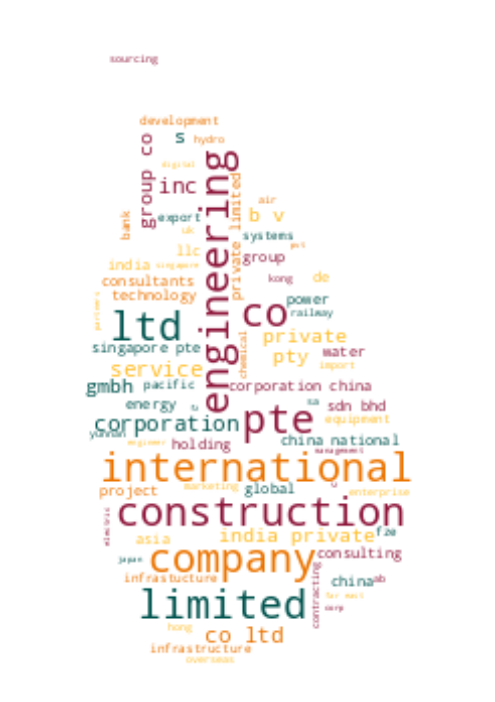 sourcing
development
s
hydro
group co
digital
inc
engineering
private limited
air
bank
export
b v
uk
systems
llc
group
india
singapore
kong
de
consultants
technology
partners
power
ltd
co
railway
singapore pte
chemical
private
service
pty
water
import
gmbh
pacific
corporation china
energy
sa
sdn bhd
corporation
pte
equipment
yunnan
engineer
holding
china national
management
international
project
marketing
global
enterprise
electric
construction
asia
india private
fze
japan
company
consulting
infrastucture
china
ab
limited
contracting
far east
corp
hong
co ltd
infrastructure
overseas